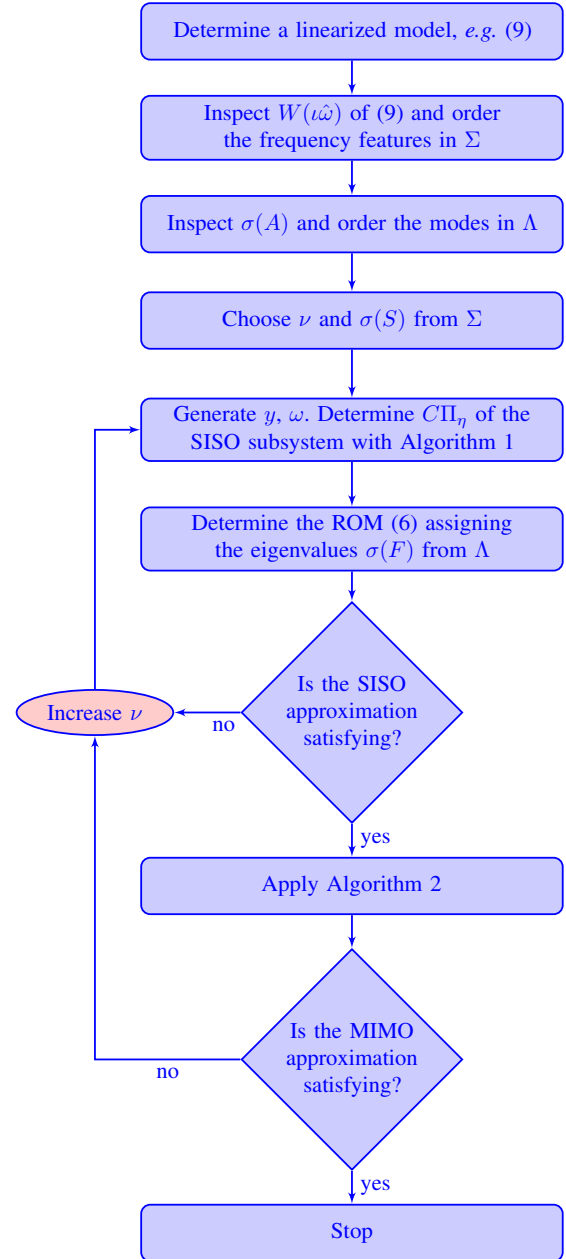 Determine a linearized model, e.g. (9)
Inspect W(ιω̂) of (9) and order
the frequency features in Σ
Inspect σ(A) and order the modes in Λ
Choose ν and σ(S) from Σ
Generate y, ω. Determine CΠ_η of the
SISO subsystem with Algorithm 1
Determine the ROM (6) assigning
the eigenvalues σ(F) from Λ
Is the SISO
approximation
satisfying?
Increase ν
no
yes
Apply Algorithm 2
Is the MIMO
approximation
satisfying?
no
yes
Stop